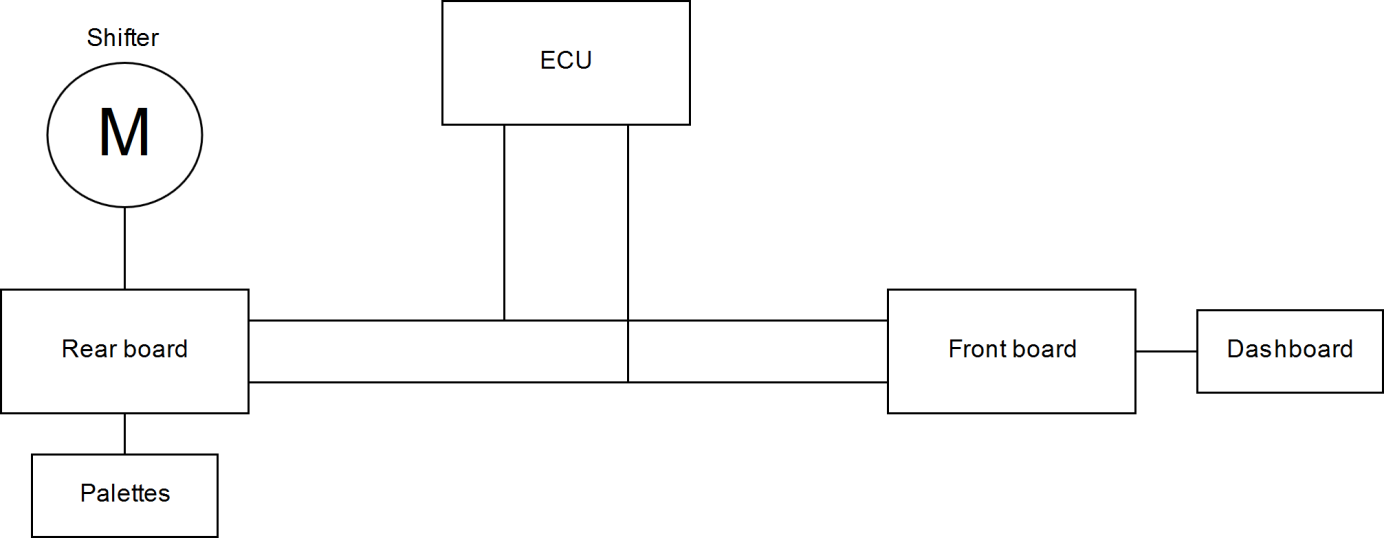 Shifter
M
ECU
Rear board
Front board
Dashboard
Palettes